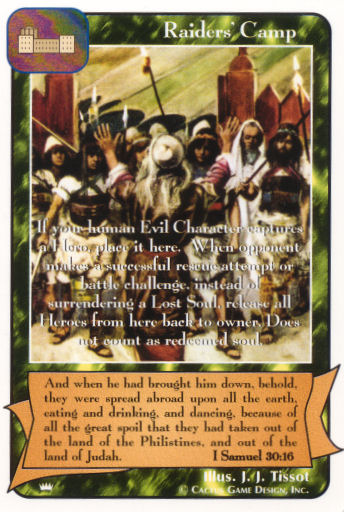 Raiders' Camp
If your human Evil Character captures
a Hero, place it here. When opponent
makes a successful rescue attempt or
battle challenge, instead of
surrendering a Lost Soul, release all
Heroes from here back to owner. Does
not count as redeemed soul.
And when he had brought him down, behold,
they were spread abroad upon all the earth,
eating and drinking, and dancing, because of
all the great spoil that they had taken out of
the land of the Philistines, and out of the
land of Judah. I Samuel 30:16
Illus. J. J. Tissot
© Cactus Game Design, Inc.